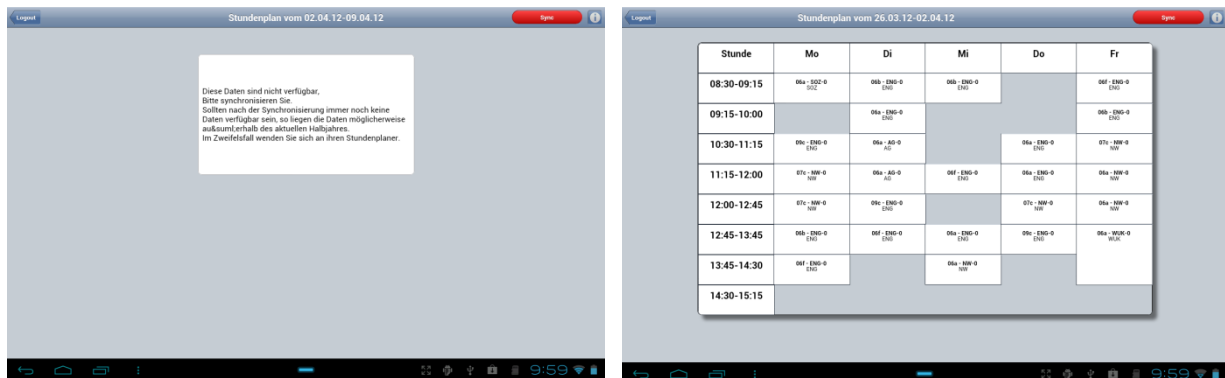 Logout Stundenplan vom 02.04.12-09.04.12 Sync i
Diese Daten sind nicht verfügbar,
Bitte synchronisieren Sie.
Sollten nach der Synchronisierung immer noch keine
Daten verfügbar sein, so liegen die Daten möglicherweise
au&suml;erhalb des aktuellen Halbjahres.
Im Zweifelsfall wenden Sie sich an ihren Stundenplaner.
9:59
Logout Stundenplan vom 26.03.12-02.04.12 Sync i
Stunde Mo Di Mi Do Fr
08:30-09:15 06a - SOZ-0 06b - ENG-0 06b - ENG-0 06f - ENG-0
SOZ ENG ENG ENG
09:15-10:00 06a - ENG-0 06b - ENG-0
ENG ENG
10:30-11:15 09c - ENG-0 06a - AG-0 06a - ENG-0 07c - NW-0
ENG AG ENG NW
11:15-12:00 07c - NW-0 06a - AG-0 06f - ENG-0 06a - ENG-0 06a - NW-0
NW AG ENG ENG NW
12:00-12:45 07c - NW-0 09c - ENG-0 07c - NW-0 06a - NW-0
NW ENG NW NW
12:45-13:45 06b - ENG-0 06f - ENG-0 06a - ENG-0 09c - ENG-0 06a - WUK-0
ENG ENG ENG ENG WUK
13:45-14:30 06f - ENG-0 06a - NW-0
ENG NW
14:30-15:15
9:59